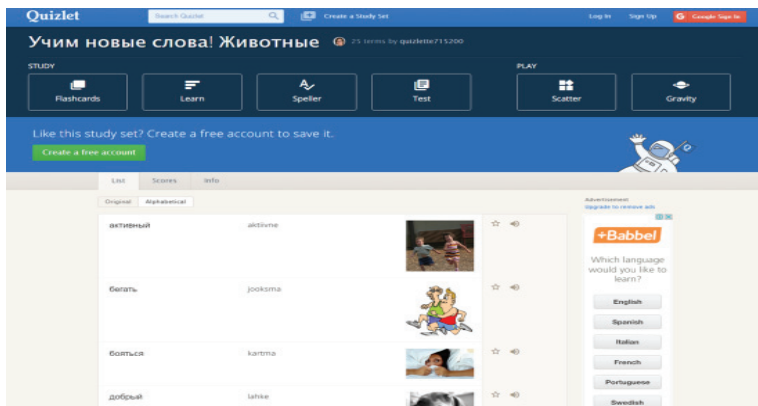 Quizlet
Search Quizlet
Create a Study Set
Log In
Sign Up
Google Sign In
Учим новые слова! Животные
25 terms by quizlette715200
STUDY
PLAY
Flashcards
Learn
Speller
Test
Scatter
Gravity
Like this study set? Create a free account to save it.
Create a free account
List
Scores
Info
Original
Alphabetical
Advertisement
Upgrade to remove ads
активный
aktiivne
+Babbel
Which language
would you like to
learn?
бегать
jooksma
English
Spanish
Italian
бояться
kartma
French
Portuguese
добрый
lahke
Swedish